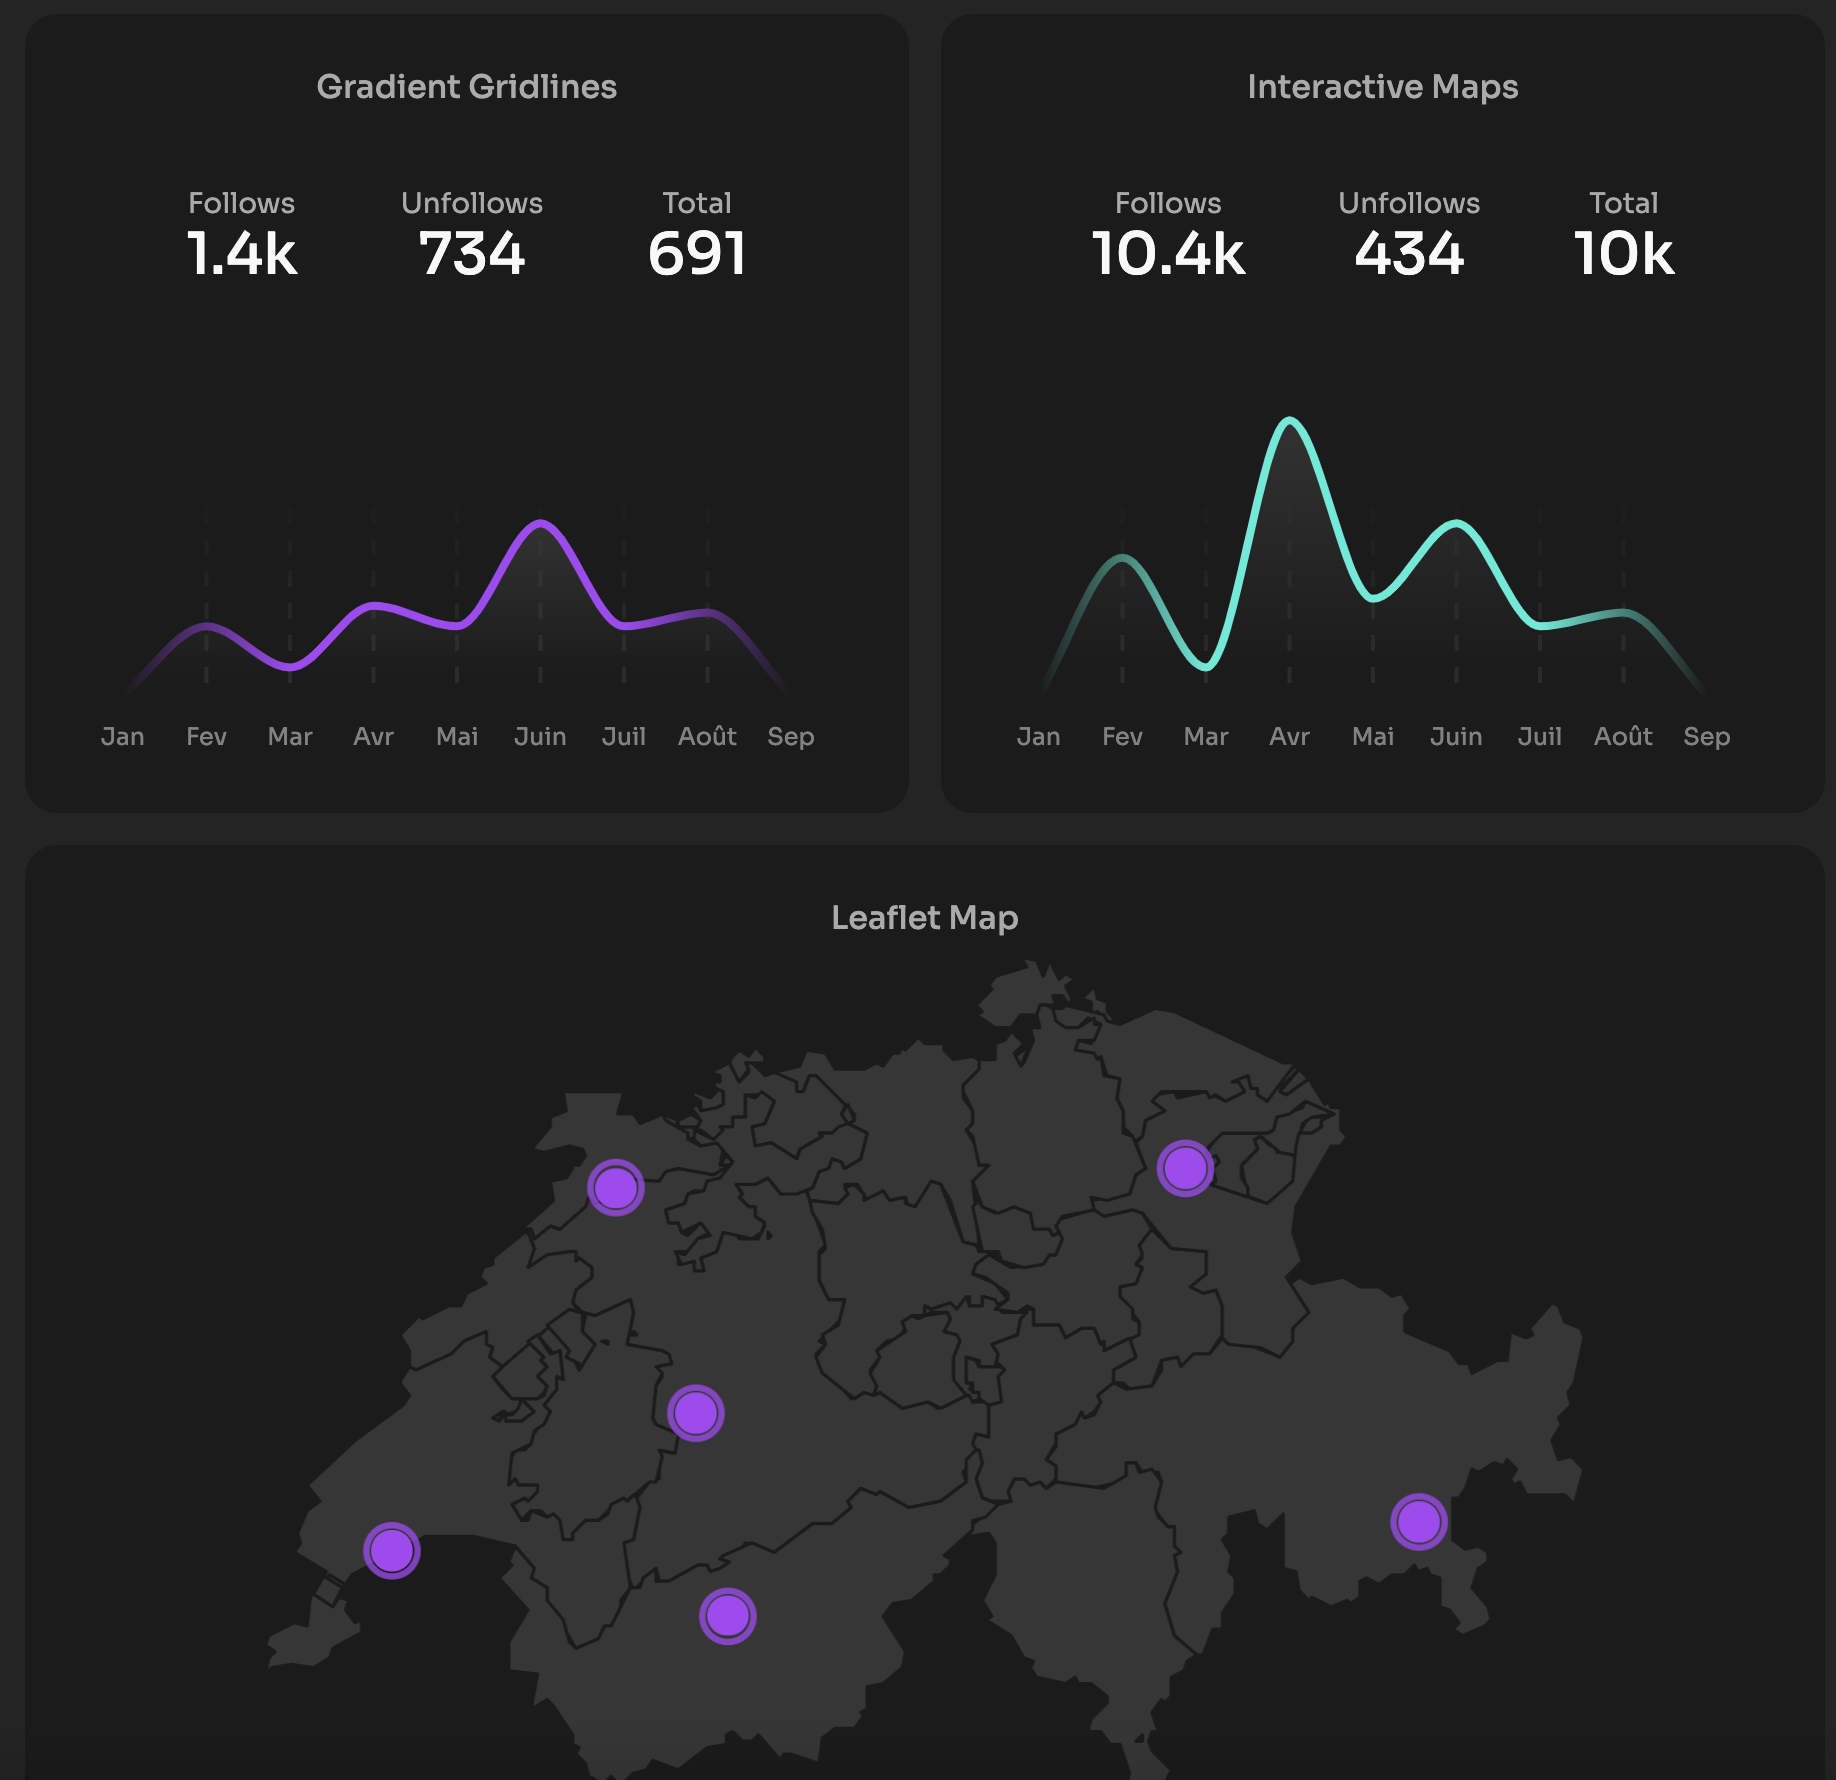 Gradient Gridlines
Follows Unfollows Total
1.4k 734 691
Jan Fev Mar Avr Mai Juin Juil Août Sep
Interactive Maps
Follows Unfollows Total
10.4k 434 10k
Jan Fev Mar Avr Mai Juin Juil Août Sep
Leaflet Map